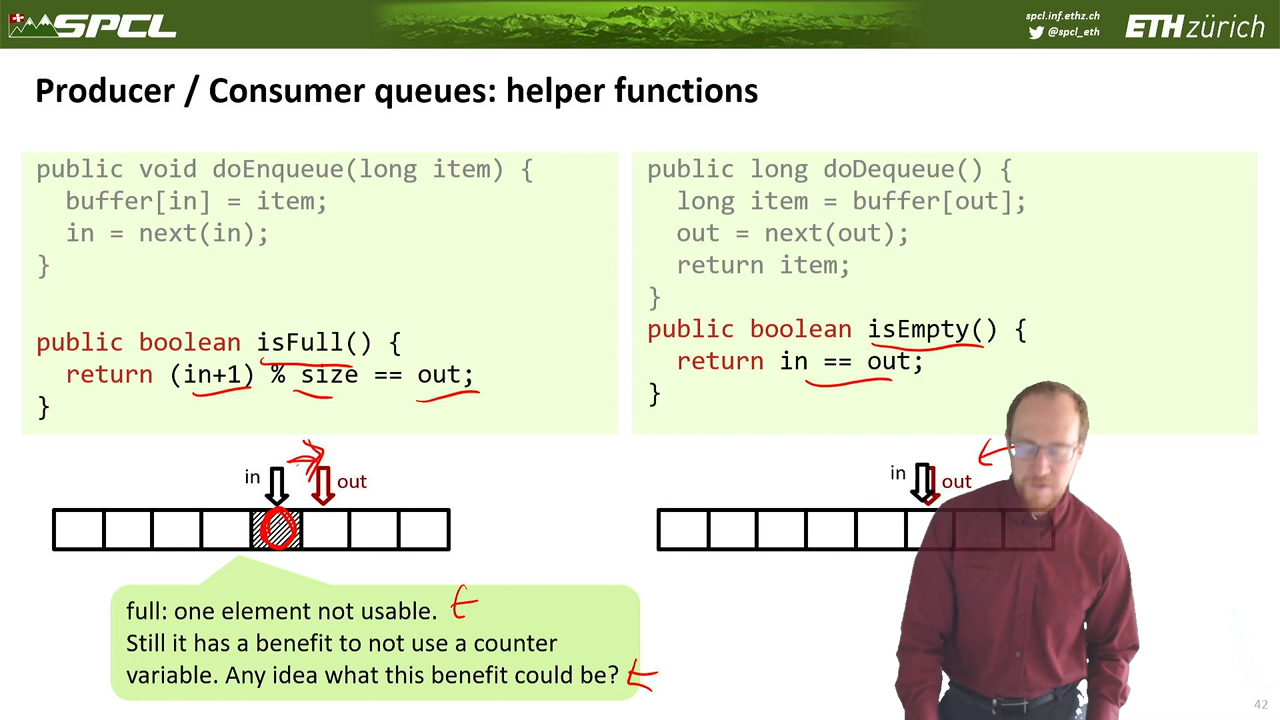 SPCL
spcl.inf.ethz.ch
@spcl_eth
ETH zürich
Producer / Consumer queues: helper functions
public void doEnqueue(long item) {
buffer[in] = item;
in = next(in);
}
public boolean isFull() {
return (in+1) % size == out;
}
public long doDequeue() {
long item = buffer[out];
out = next(out);
return item;
}
public boolean isEmpty() {
return in == out;
}
in
out
in
out
full: one element not usable.
Still it has a benefit to not use a counter
variable. Any idea what this benefit could be?
42